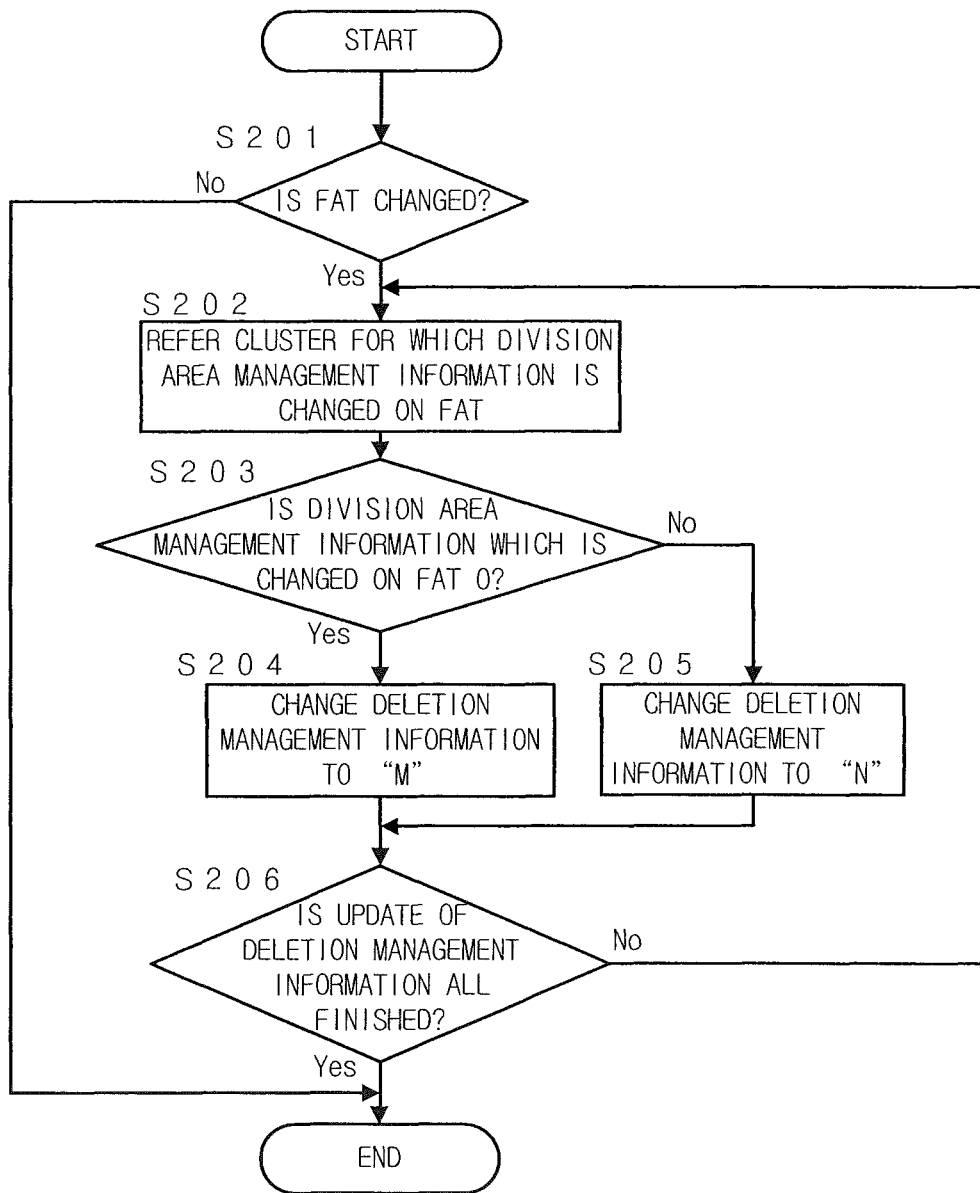 START
S201
No
IS FAT CHANGED?
Yes
S202
REFER CLUSTER FOR WHICH DIVISION
AREA MANAGEMENT INFORMATION IS
CHANGED ON FAT
S203
IS DIVISION AREA
MANAGEMENT INFORMATION WHICH IS
CHANGED ON FAT 0?
No
Yes
S204
CHANGE DELETION
MANAGEMENT INFORMATION
TO “M”
S205
CHANGE DELETION
MANAGEMENT
INFORMATION TO “N”
S206
IS UPDATE OF
DELETION MANAGEMENT
INFORMATION ALL
FINISHED?
No
Yes
END